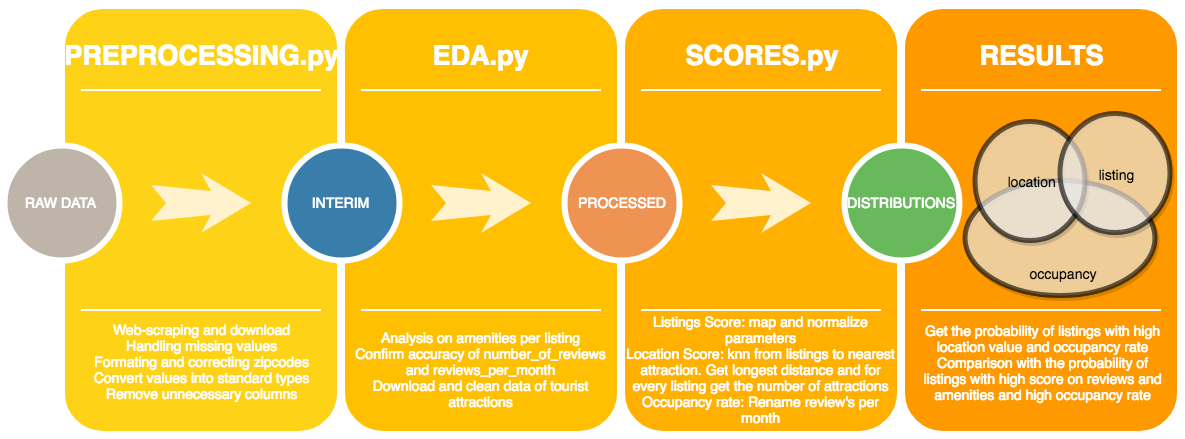 PREPROCESSING.py
EDA.py
SCORES.py
RESULTS
RAW DATA
INTERIM
PROCESSED
DISTRIBUTIONS
location
listing
occupancy
Web-scraping and download
Handling missing values
Formating and correcting zipcodes
Convert values into standard types
Remove unnecessary columns
Analysis on amenities per listing
Confirm accuracy of number_of_reviews
and reviews_per_month
Download and clean data of tourist
attractions
Listings Score: map and normalize
parameters
Location Score: knn from listings to nearest
attraction. Get longest distance and for
every listing get the number of attractions
Occupancy rate: Rename review's per
month
Get the probability of listings with high
location value and occupancy rate
Comparison with the probability of
listings with high score on reviews and
amenities and high occupancy rate